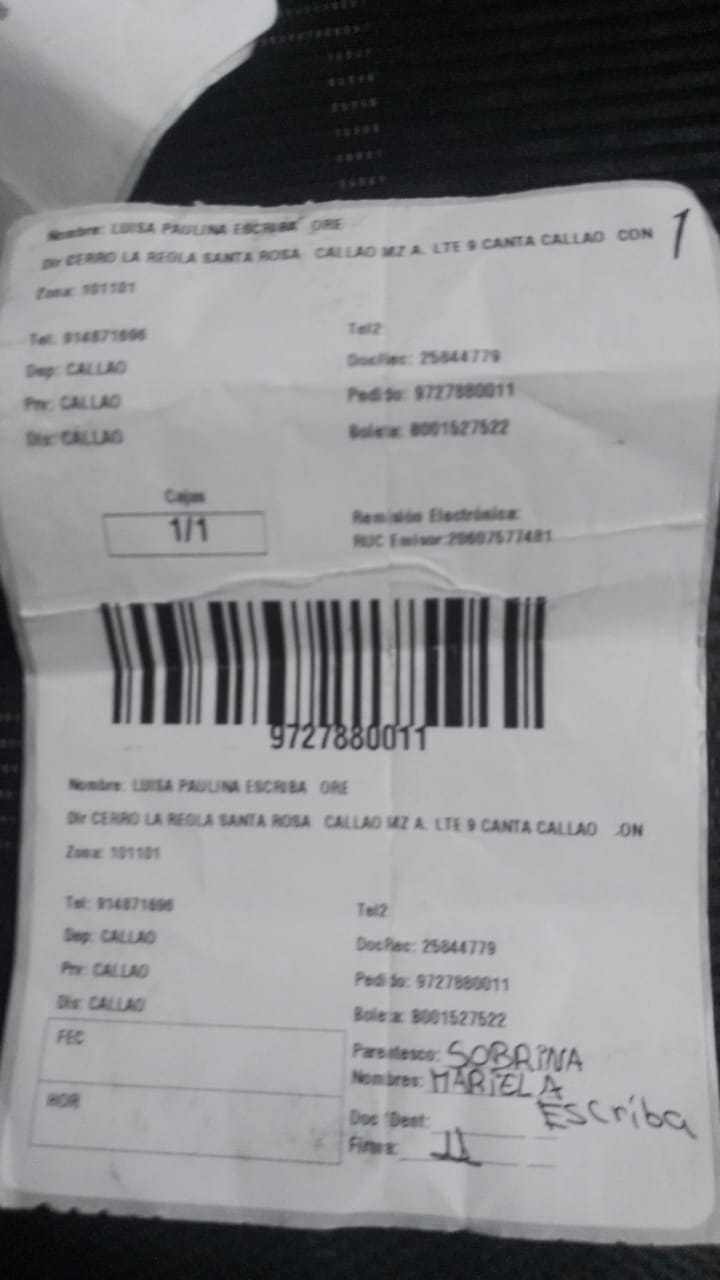 Nombre: LUISA PAULINA ESCRIBA ORE
1
Dir CERRO LA REGLA SANTA ROSA CALLAO MZ A. LTE 9 CANTA CALLAO CON
Zona: 101101
Tel: 914871696
Tel2
Dep: CALLAO
DocRec: 25844779
Prv: CALLAO
Pedido: 9727880011
Dis: CALLAO
Boleta: B001527522
Cajas
1/1
Remisión Electrónica:
RUC Emisor:20607577481
9727880011
Nombre: LUISA PAULINA ESCRIBA ORE
Dir CERRO LA REGLA SANTA ROSA CALLAO MZ A. LTE 9 CANTA CALLAO .ON
Zona: 101101
Tel: 914871696
Tel2
Dep: CALLAO
DocRec: 25844779
Prv: CALLAO
Pedido: 9727880011
Dis: CALLAO
Boleta: B001527522
FEC
Parentesco: SOBRINA
Nombres: MARIELA
HOR
Escriba
Doc Ident:
Firma: